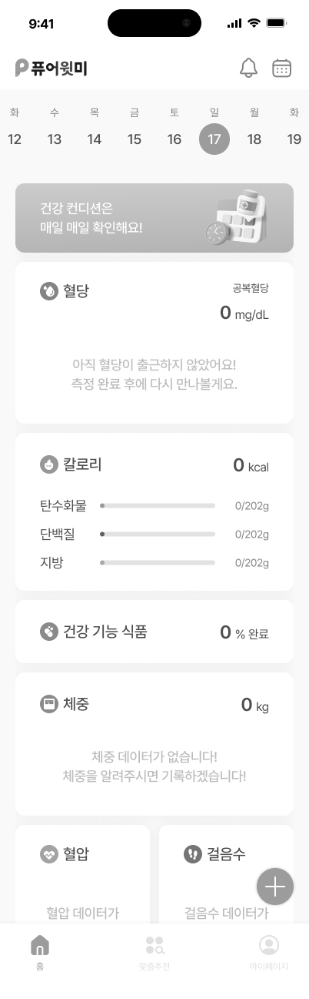 9:41
퓨어윗미
화 수 목 금 토 일 월 화
12 13 14 15 16 17 18 19
건강 컨디션은
매일 매일 확인해요!
혈당
공복혈당
0 mg/dL
아직 혈당이 출근하지 않았어요!
측정 완료 후에 다시 만나볼게요.
칼로리
0 kcal
탄수화물 0/202g
단백질 0/202g
지방 0/202g
건강 기능 식품 0 % 완료
체중 0 kg
체중 데이터가 없습니다!
체중을 알려주시면 기록하겠습니다!
혈압
혈압 데이터가
걸음수
걸음수 데이터가
홈 맞춤추천 마이페이지